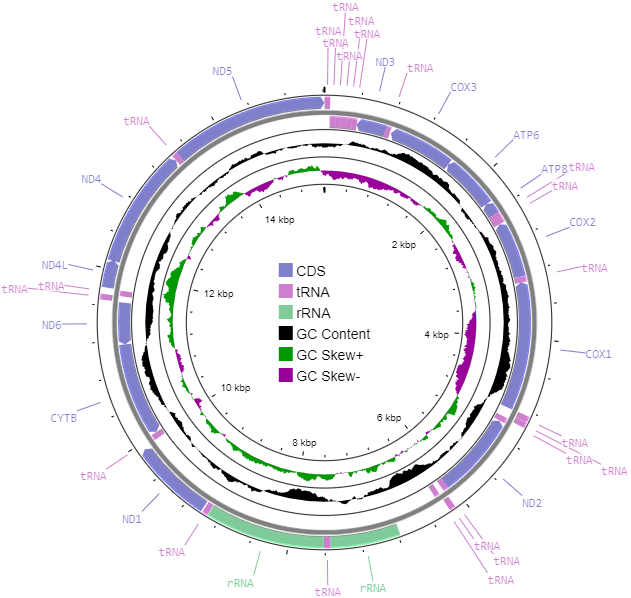 tRNA
tRNA
tRNA
tRNA
tRNA
tRNA
ND3
tRNA
ND5
COX3
tRNA
ATP6
ATP8
tRNA
tRNA
ND4
COX2
14 kbp
2 kbp
ND4L
tRNA
tRNA
tRNA
12 kbp
CDS
tRNA
rRNA
GC Content
GC Skew+
GC Skew-
ND6
4 kbp
COX1
10 kbp
CYTB
6 kbp
8 kbp
tRNA
tRNA
tRNA
tRNA
ND1
ND2
tRNA
tRNA
tRNA
tRNA
rRNA
tRNA
rRNA